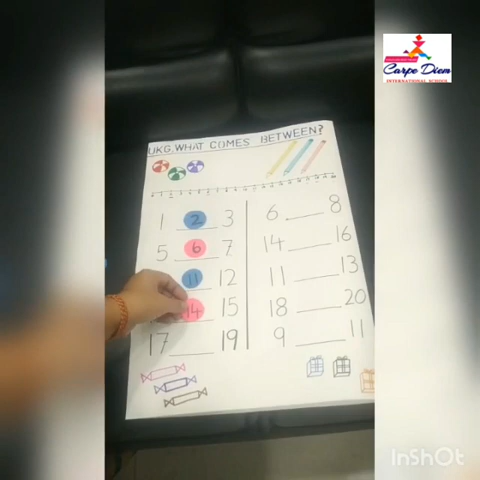 Carpe Diem
INTERNATIONAL SCHOOL
UKG. WHAT COMES BETWEEN?
1 2 3
6 ___ 8
5 6 7
14 ___ 16
11 12
11 ___ 13
14 15
18 ___ 20
17 ___ 19
9 ___ 11
InShOt